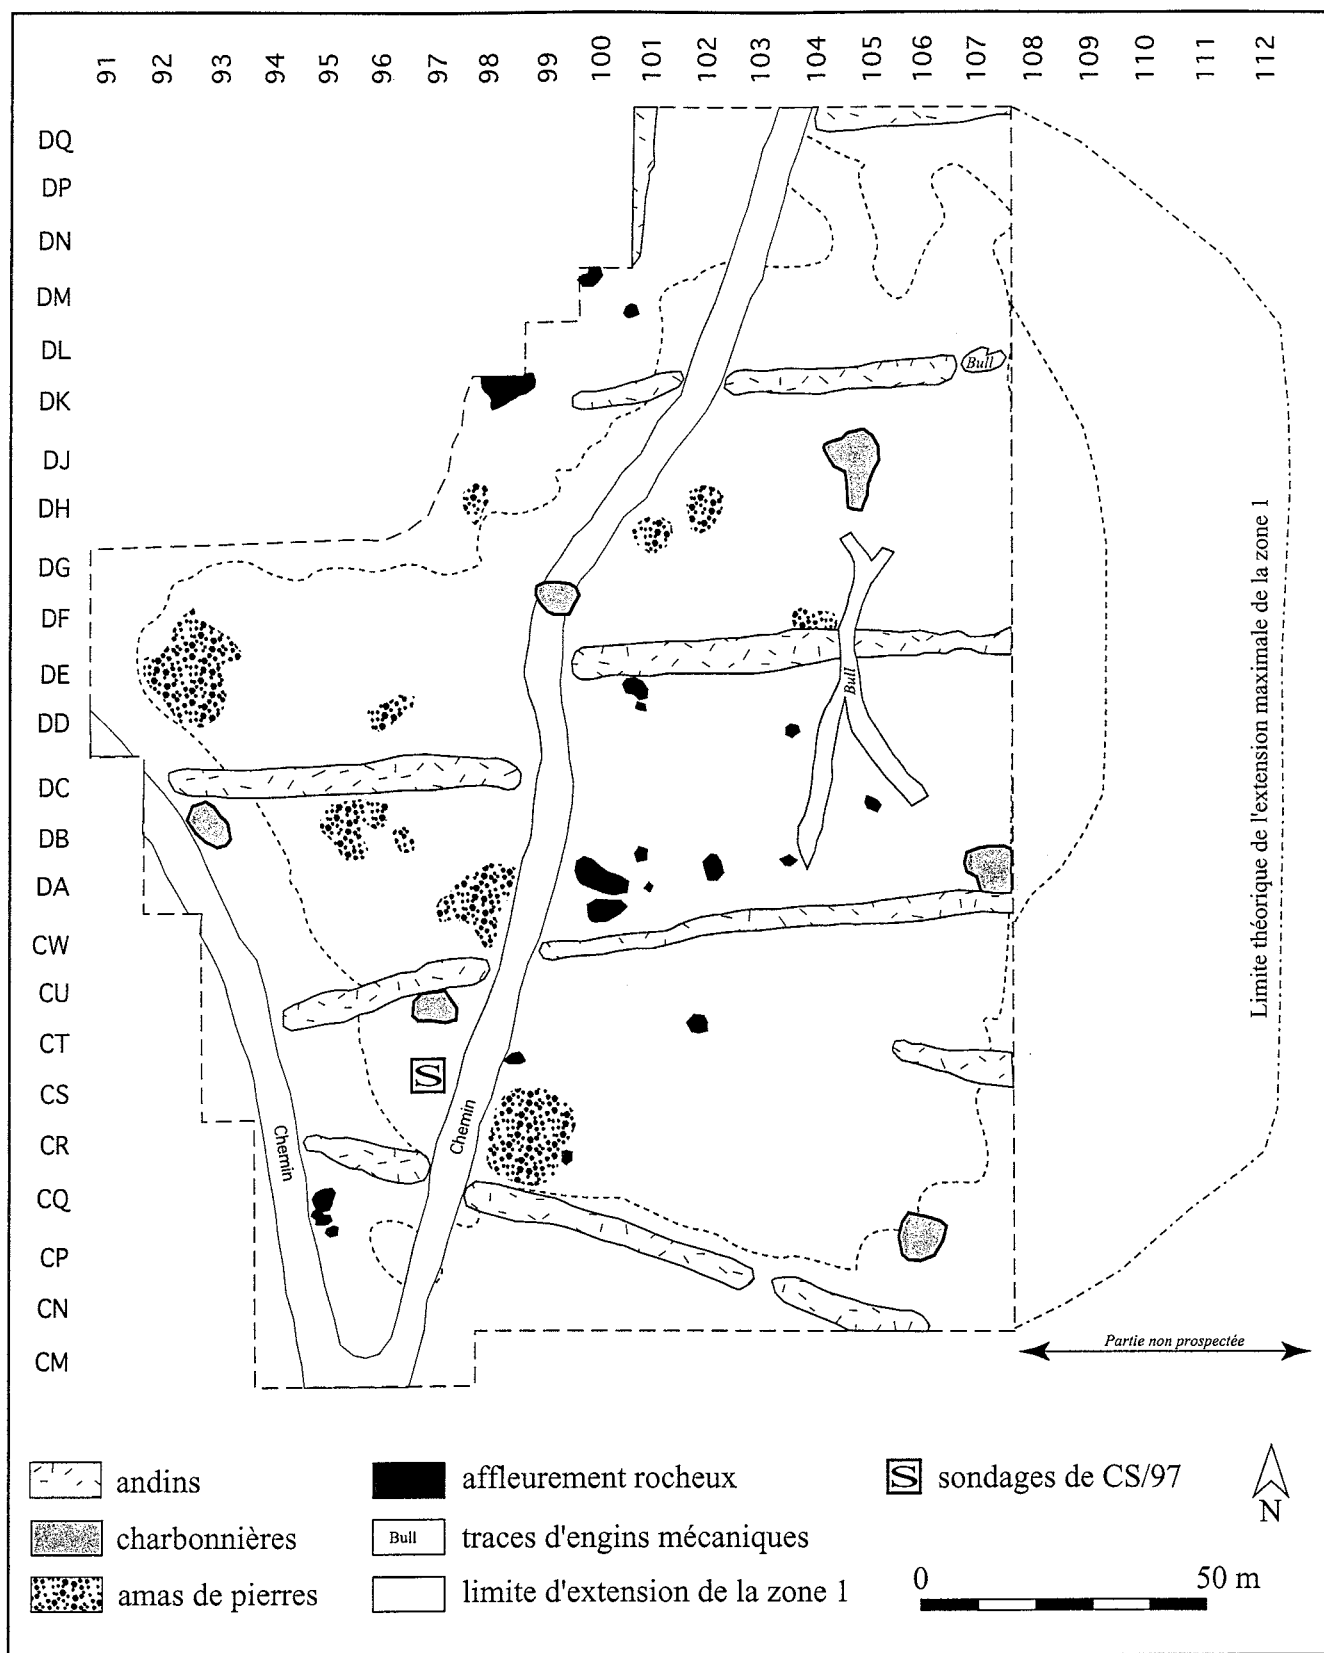 91 92 93 94 95 96 97 98 99 100 101 102 103 104 105 106 107 108 109 110 111 112
DQ
DP
DN
DM
DL
Bull
DK
DJ
DH
DG
DF
DE
Bull
DD
DC
DB
DA
CW
CU
CT
S
CS
Chemin
Chemin
CR
CQ
CP
CN
CM
Limite théorique de l'extension maximale de la zone 1
Partie non prospectée
andins
affleurement rocheux
S sondages de CS/97
charbonnières
Bull traces d'engins mécaniques
N
amas de pierres
limite d'extension de la zone 1
0 50 m